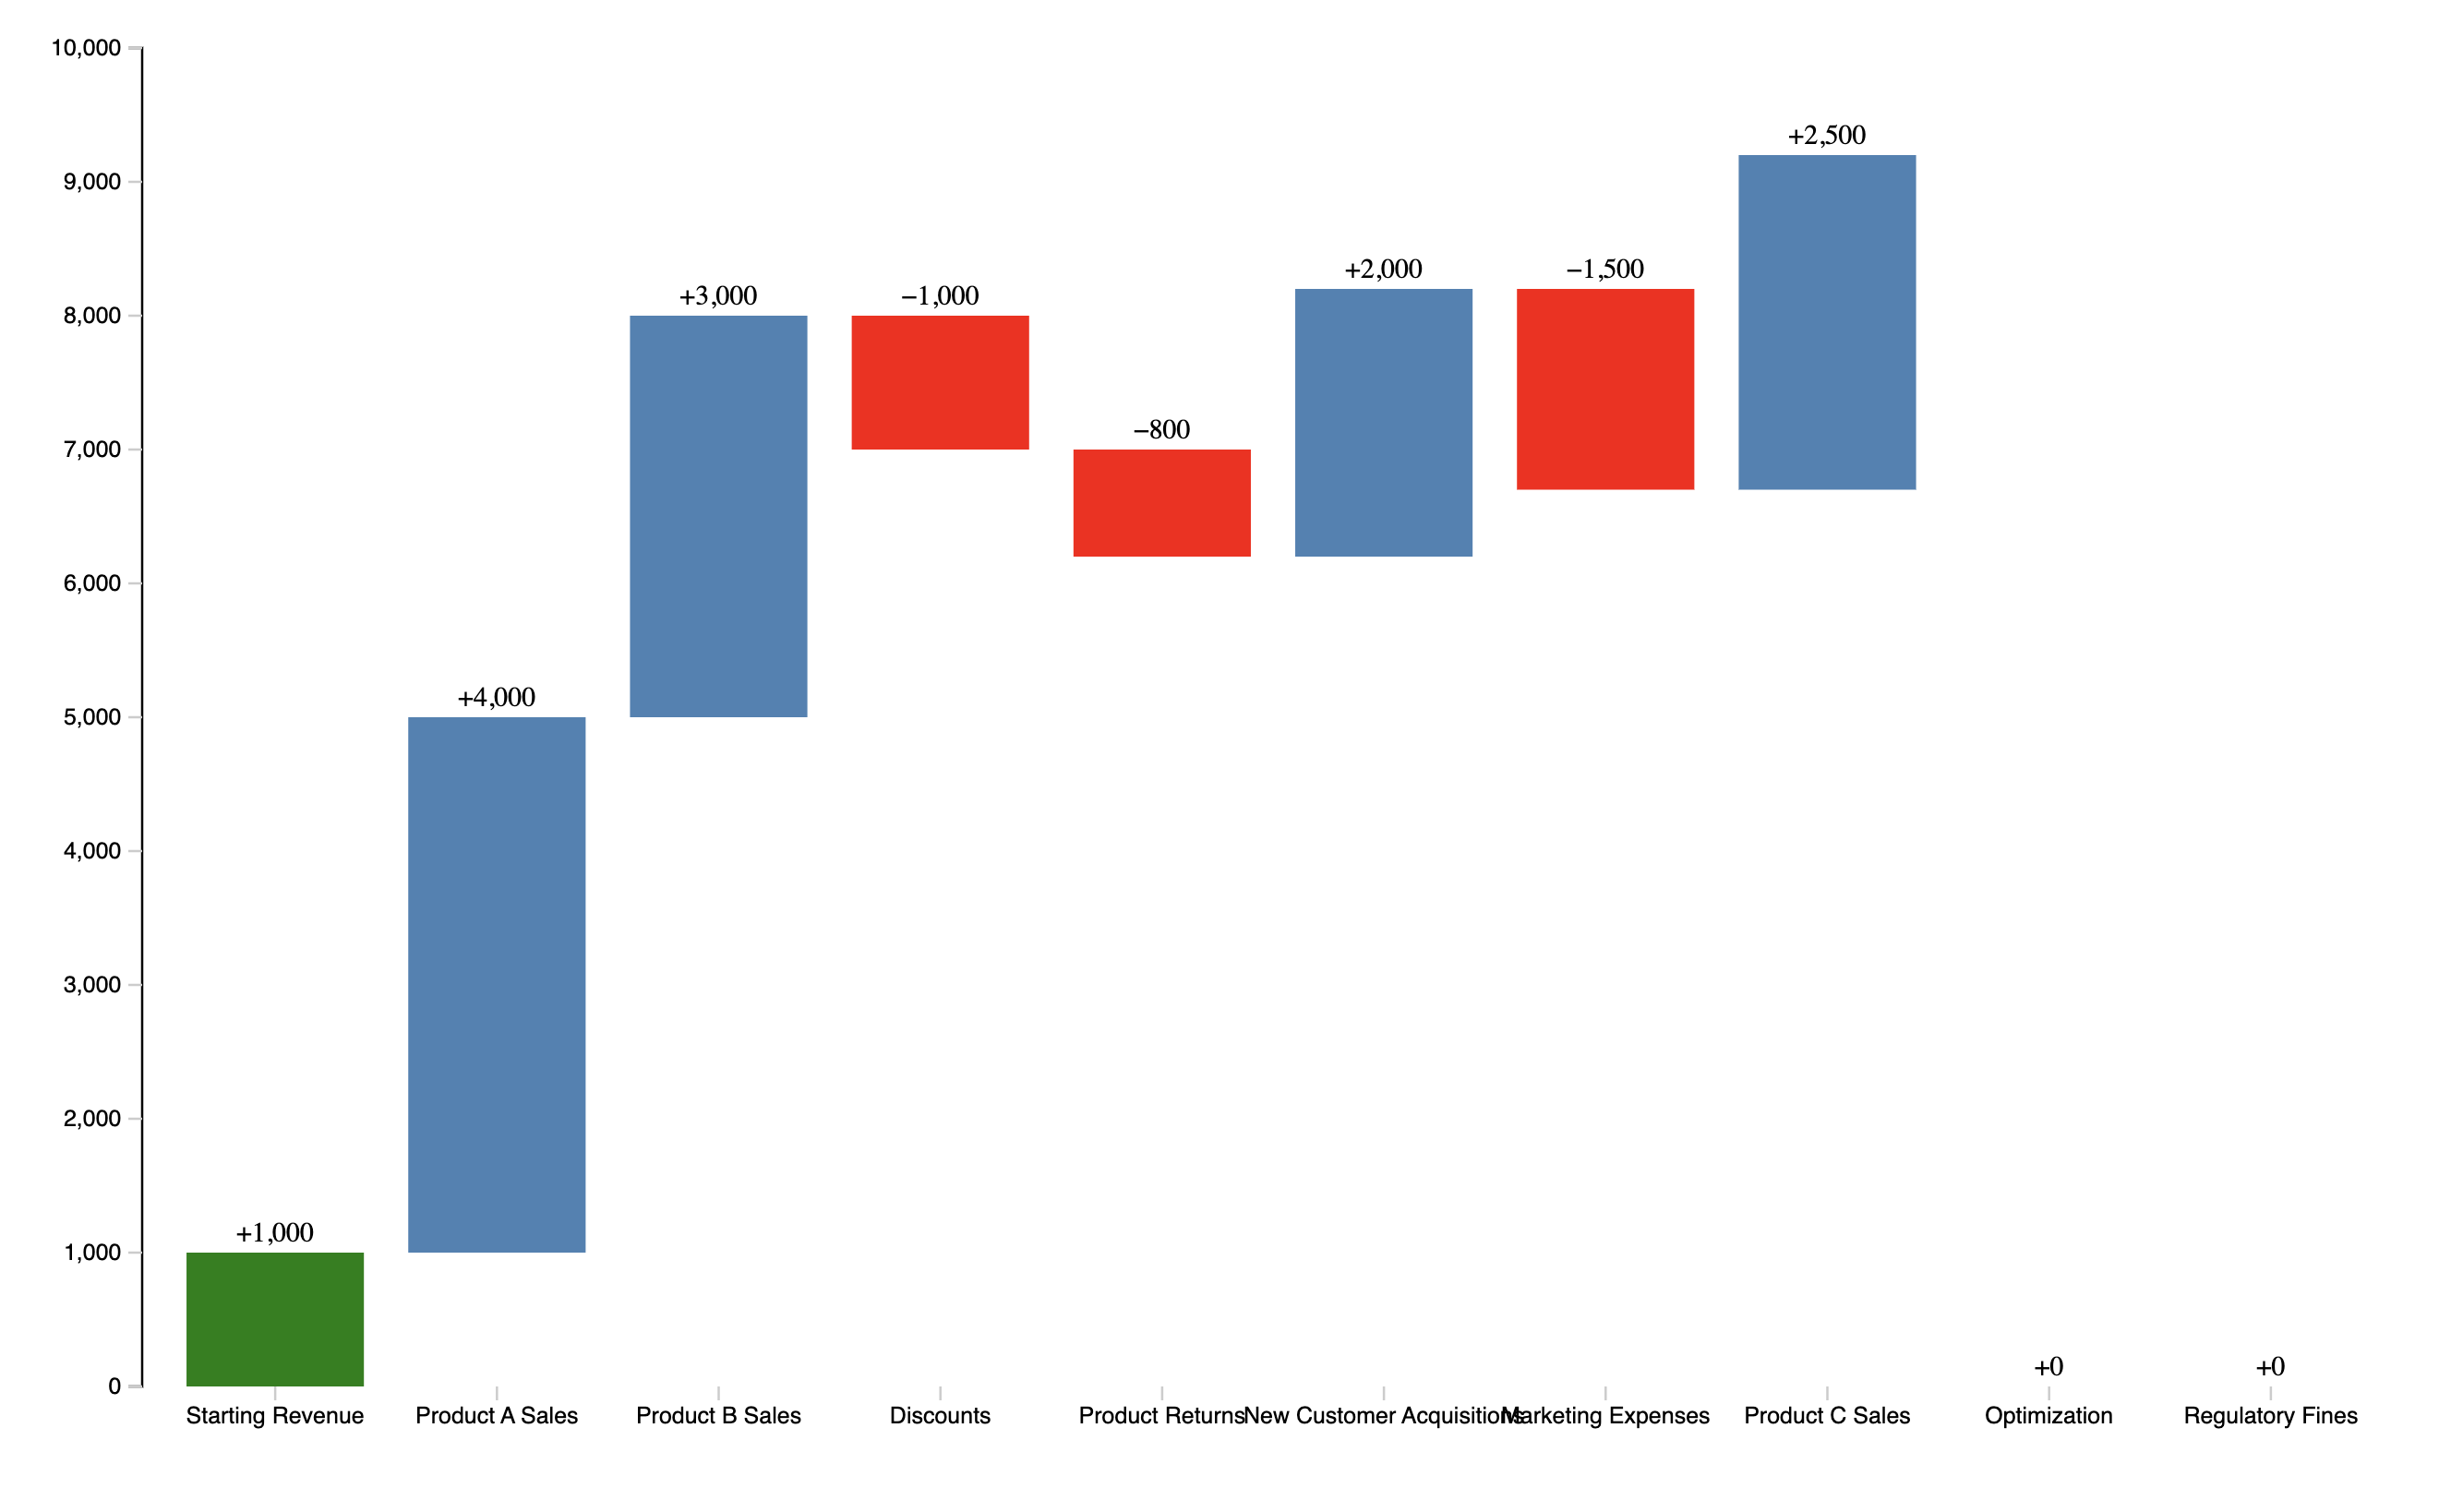 10,000
9,000
8,000
7,000
6,000
5,000
4,000
3,000
2,000
1,000
0
+1,000
+4,000
+3,000
−1,000
−800
+2,000
−1,500
+2,500
+0
+0
Starting Revenue
Product A Sales
Product B Sales
Discounts
Product Returns
New Customer Acquisitions
Marketing Expenses
Product C Sales
Optimization
Regulatory Fines